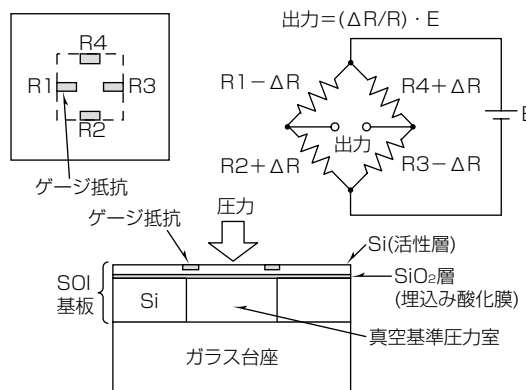 R4
R1
R3
R2
ゲージ抵抗
出力=(ΔR/R)・E
R1−ΔR
R4+ΔR
E
出力
R2+ΔR
R3−ΔR
ゲージ抵抗
圧力
Si(活性層)
SiO₂層
(埋込み酸化膜)
SOI
基板
Si
真空基準圧力室
ガラス台座